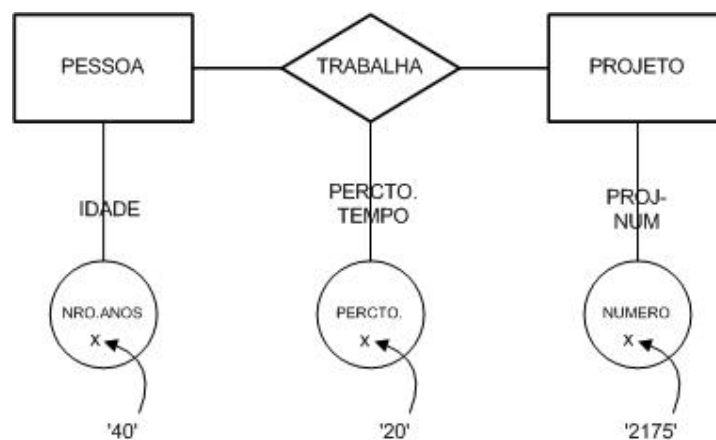 PESSOA
TRABALHA
PROJETO
IDADE
PERCTO.
TEMPO
PROJ-
NUM
NRO.ANOS
x
PERCTO.
x
NUMERO
x
'40'
'20'
'2175'